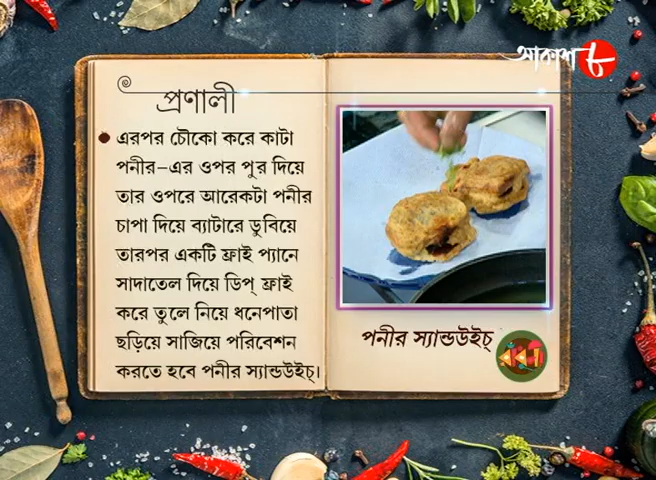 আকাশ ৮
প্রণালী
এরপর চৌকো করে কাটা
পনীর-এর ওপর পুর দিয়ে
তার ওপরে আরেকটা পনীর
চাপা দিয়ে ব্যাটারে ডুবিয়ে
তারপর একটি ফ্রাই প্যানে
সাদাতেল দিয়ে ডিপ্ ফ্রাই
করে তুলে নিয়ে ধনেপাতা
ছড়িয়ে সাজিয়ে পরিবেশন
করতে হবে পনীর স্যান্ডউইচ্।
পনীর স্যান্ডউইচ্